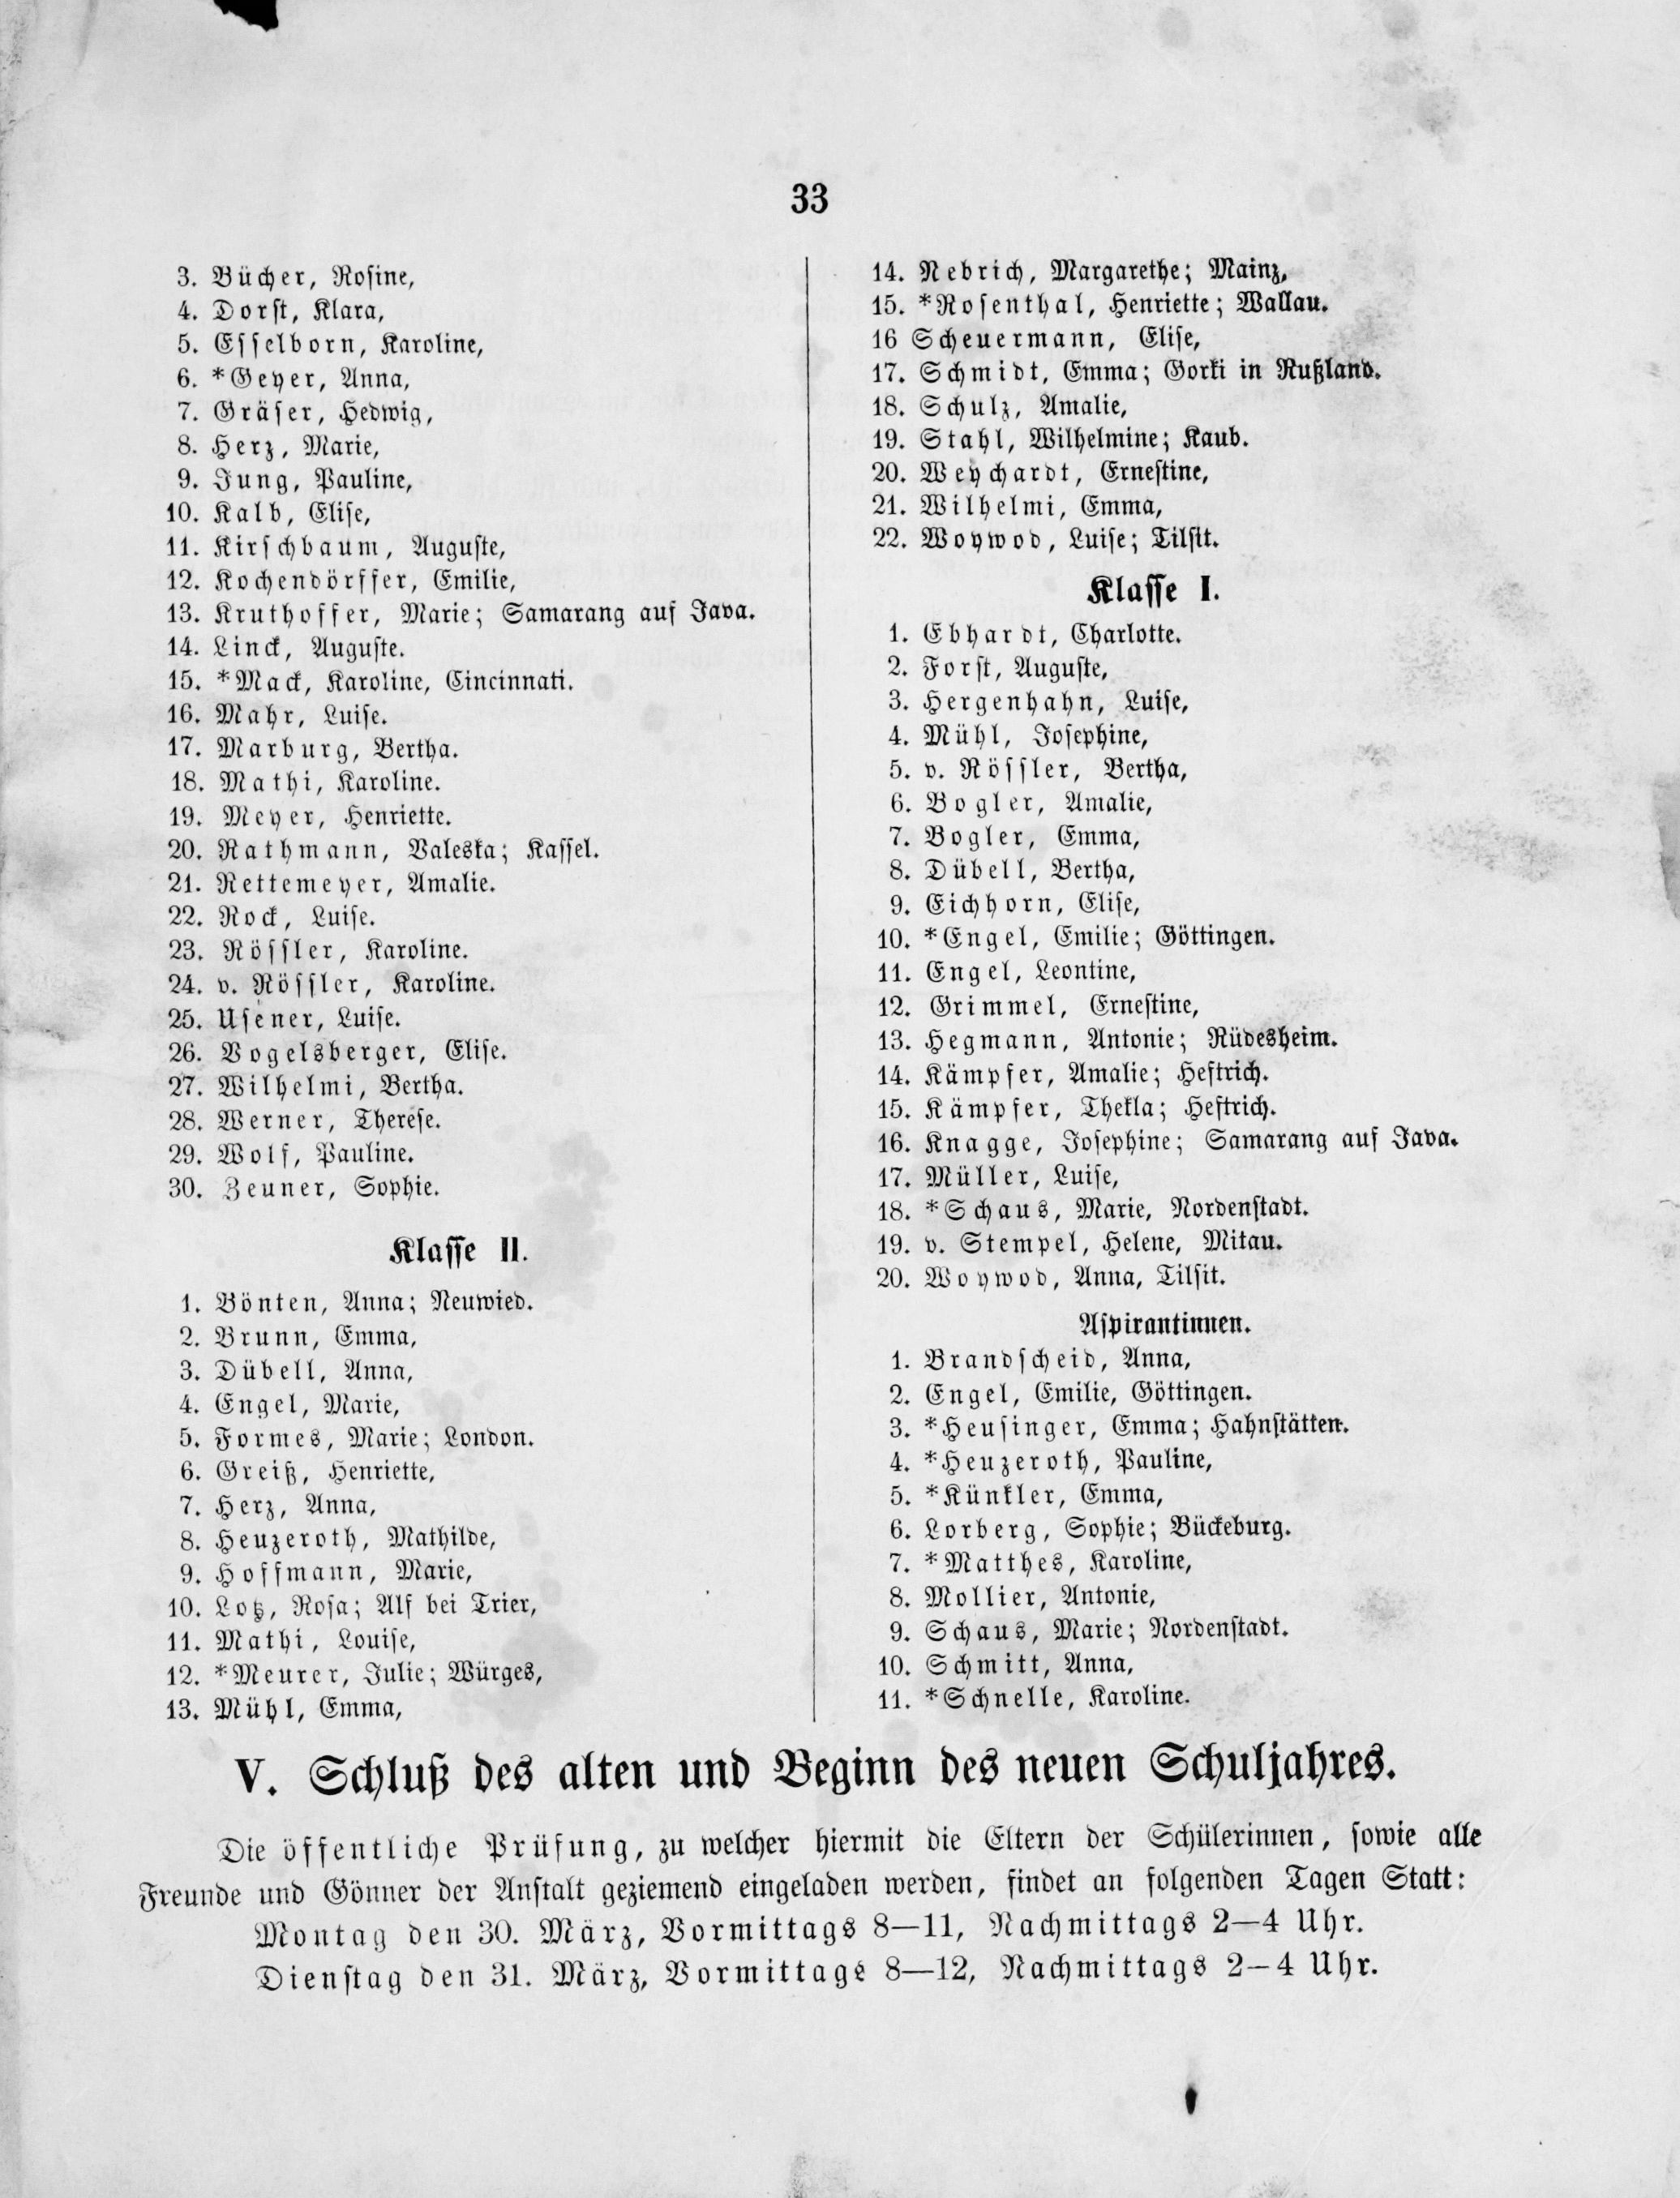 33
3. Bücher, Rosine,
4. Dorst, Klara,
5. Esselborn, Karoline,
6. *Geyer, Anna,
7. Gräser, Hedwig,
8. Herz, Marie,
9. Jung, Pauline,
10. Kalb, Elise,
11. Kirschbaum, Auguste,
12. Kochendörffer, Emilie,
13. Kruthoffer, Marie; Samarang auf Java.
14. Linck, Auguste.
15. *Mack, Karoline, Cincinnati.
16. Mahr, Luise.
17. Marburg, Bertha.
18. Mathi, Karoline.
19. Meyer, Henriette.
20. Rathmann, Valeska; Kassel.
21. Rettemeyer, Amalie.
22. Rock, Luise.
23. Rössler, Karoline.
24. v. Rössler, Karoline.
25. Usener, Luise.
26. Vogelsberger, Elise.
27. Wilhelmi, Bertha.
28. Werner, Therese.
29. Wolf, Pauline.
30. Zeuner, Sophie.
Klasse II.
1. Bönten, Anna; Neuwied.
2. Brunn, Emma,
3. Dübell, Anna,
4. Engel, Marie,
5. Formes, Marie; London.
6. Greiß, Henriette,
7. Herz, Anna,
8. Heuzeroth, Mathilde,
9. Hoffmann, Marie,
10. Lotz, Rosa; Alf bei Trier,
11. Mathi, Louise,
12. *Meurer, Julie; Würges,
13. Mühl, Emma,
14. Nebrich, Margarethe; Mainz,
15. *Rosenthal, Henriette; Wallau.
16 Scheuermann, Elise,
17. Schmidt, Emma; Gorki in Rußland.
18. Schulz, Amalie,
19. Stahl, Wilhelmine; Kaub.
20. Weychardt, Ernestine,
21. Wilhelmi, Emma,
22. Woywod, Luise; Tilsit.
Klasse I.
1. Ebhardt, Charlotte.
2. Forst, Auguste,
3. Hergenhahn, Luise,
4. Mühl, Josephine,
5. v. Rössler, Bertha,
6. Bogler, Amalie,
7. Bogler, Emma,
8. Dübell, Bertha,
9. Eichhorn, Elise,
10. *Engel, Emilie; Göttingen.
11. Engel, Leontine,
12. Grimmel, Ernestine,
13. Hegmann, Antonie; Rüdesheim.
14. Kämpfer, Amalie; Heftrich.
15. Kämpfer, Thekla; Heftrich.
16. Knagge, Josephine; Samarang auf Java.
17. Müller, Luise,
18. *Schaus, Marie, Nordenstadt.
19. v. Stempel, Helene, Mitau.
20. Woywod, Anna, Tilsit.
Aspirantinnen.
1. Brandscheid, Anna,
2. Engel, Emilie, Göttingen.
3. *Heusinger, Emma; Hahnstätten.
4. *Heuzeroth, Pauline,
5. *Künkler, Emma,
6. Lorberg, Sophie; Bückeburg.
7. *Matthes, Karoline,
8. Mollier, Antonie,
9. Schaus, Marie; Nordenstadt.
10. Schmitt, Anna,
11. *Schnelle, Karoline.
V. Schluß des alten und Beginn des neuen Schuljahres.
Die öffentliche Prüfung, zu welcher hiermit die Eltern der Schülerinnen, sowie alle
Freunde und Gönner der Anstalt geziemend eingeladen werden, findet an folgenden Tagen Statt:
Montag den 30. März, Vormittags 8—11, Nachmittags 2—4 Uhr.
Dienstag den 31. März, Vormittags 8—12, Nachmittags 2—4 Uhr.